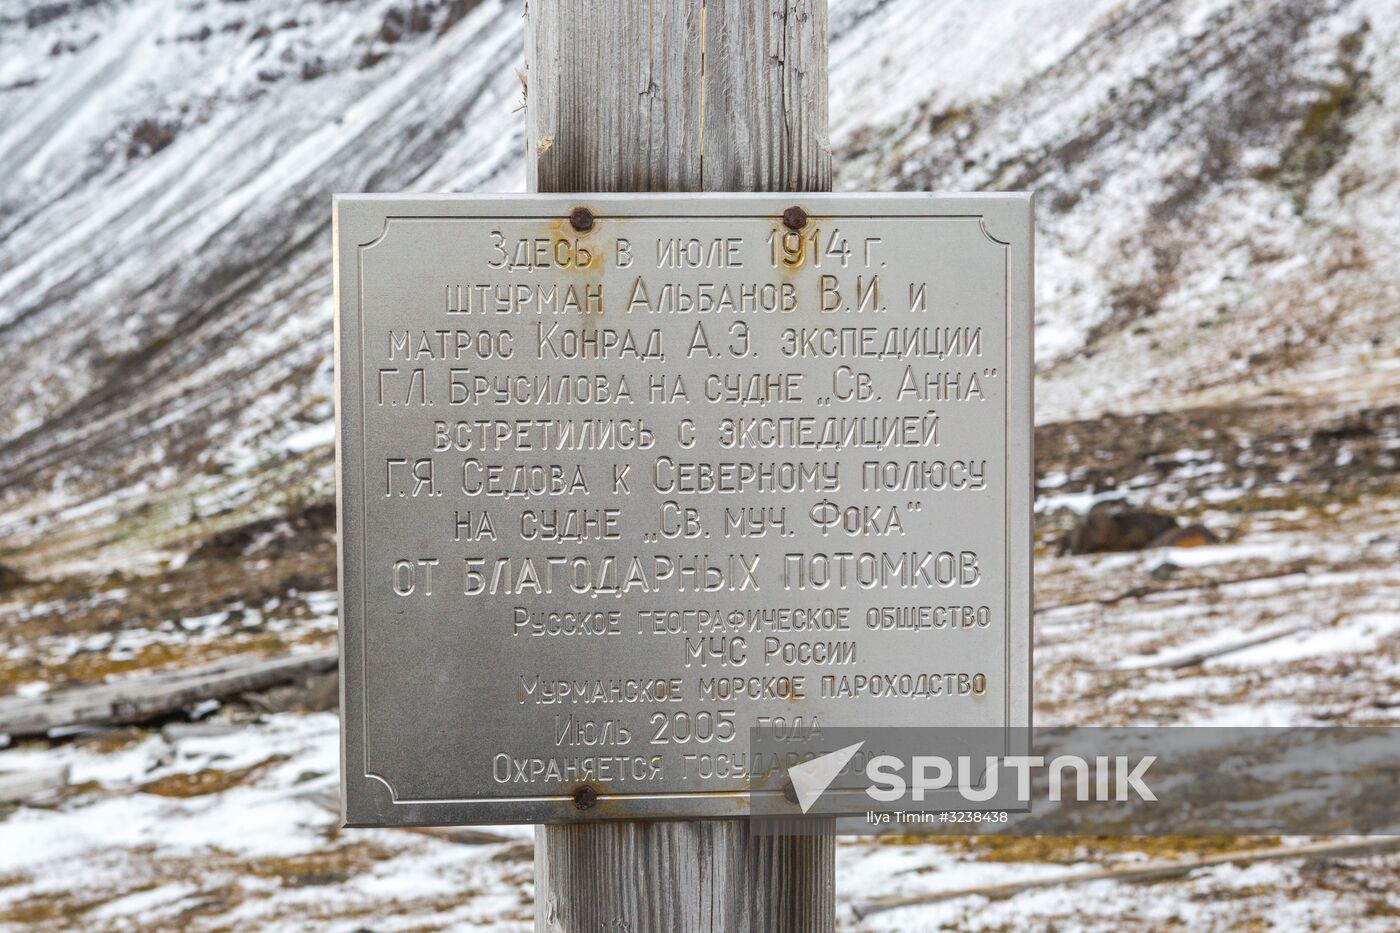 Здесь в июле 1914 г.
штурман Альбанов В.И. и
матрос Конрад А.Э. экспедиции
Г.Л. Брусилова на судне „Св. Анна“
встретились с экспедицией
Г.Я. Седова к Северному полюсу
на судне „Св. муч. Фока“
от благодарных потомков
Русское географическое общество
МЧС России
Мурманское морское пароходство
Июль 2005 года
Охраняется государством
SPUTNIK
Ilya Timin #3238438